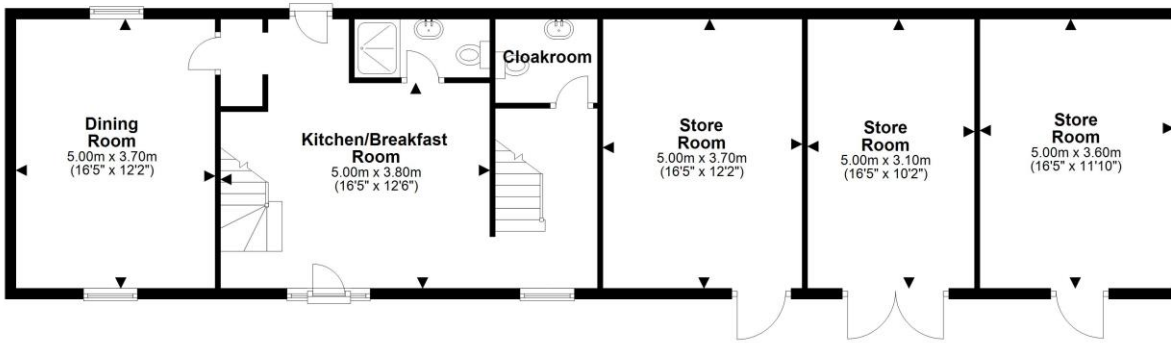 Dining
Room
5.00m x 3.70m
(16'5" x 12'2")
Kitchen/Breakfast
Room
5.00m x 3.80m
(16'5" x 12'6")
Cloakroom
Store
Room
5.00m x 3.70m
(16'5" x 12'2")
Store
Room
5.00m x 3.10m
(16'5" x 10'2")
Store
Room
5.00m x 3.60m
(16'5" x 11'10")